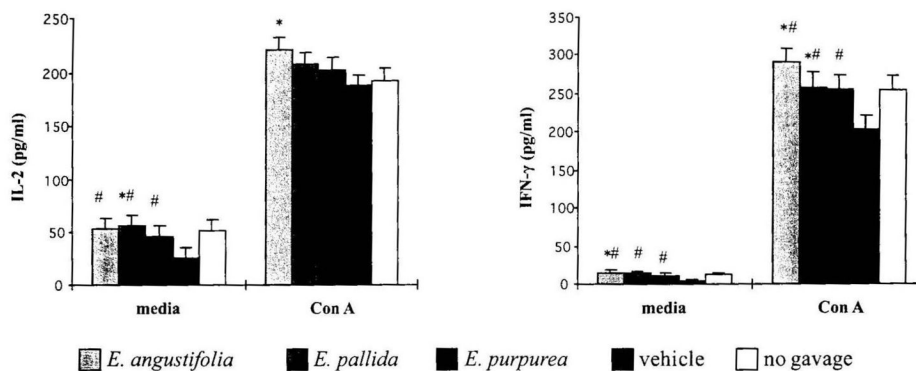 IL-2 (pg/ml)
250
200
150
100
50
0
*
# *# #
media Con A
IFN-γ (pg/ml)
350
300
250
200
150
100
50
0
*# *# #
*# # #
media Con A
E. angustifolia E. pallida E. purpurea vehicle no gavage